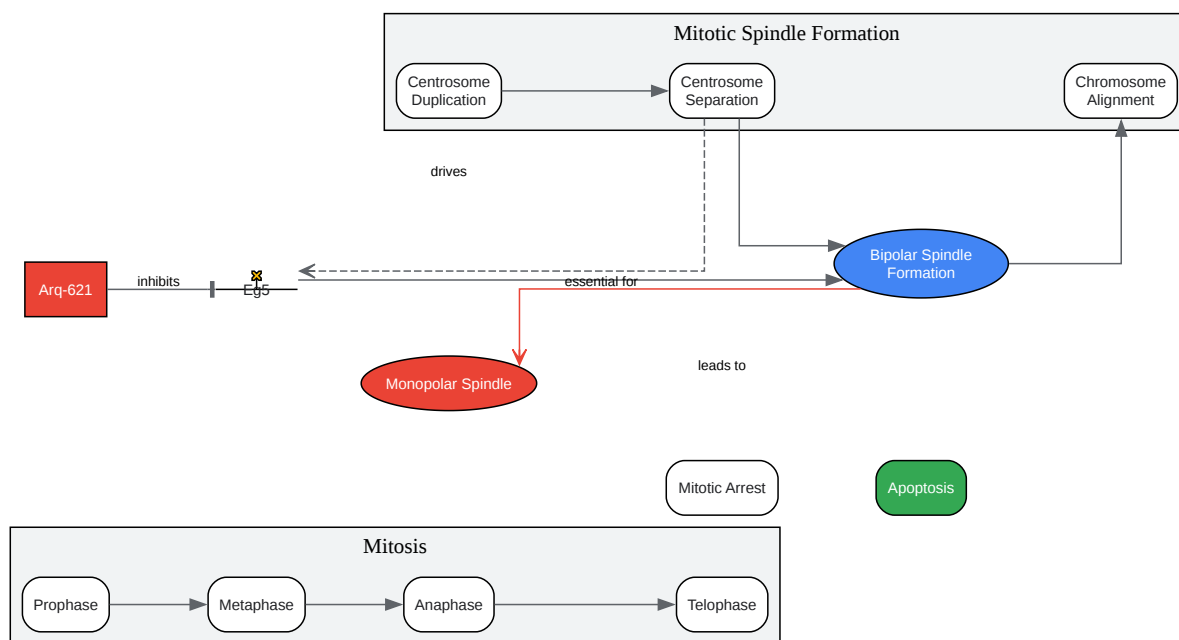 Mitotic Spindle Formation
Centrosome
Duplication
Centrosome
Separation
Chromosome
Alignment
drives
Bipolar Spindle
Formation
Arq-621
inhibits
Eg5
essential for
leads to
Monopolar Spindle
Mitotic Arrest
Apoptosis
Mitosis
Prophase
Metaphase
Anaphase
Telophase